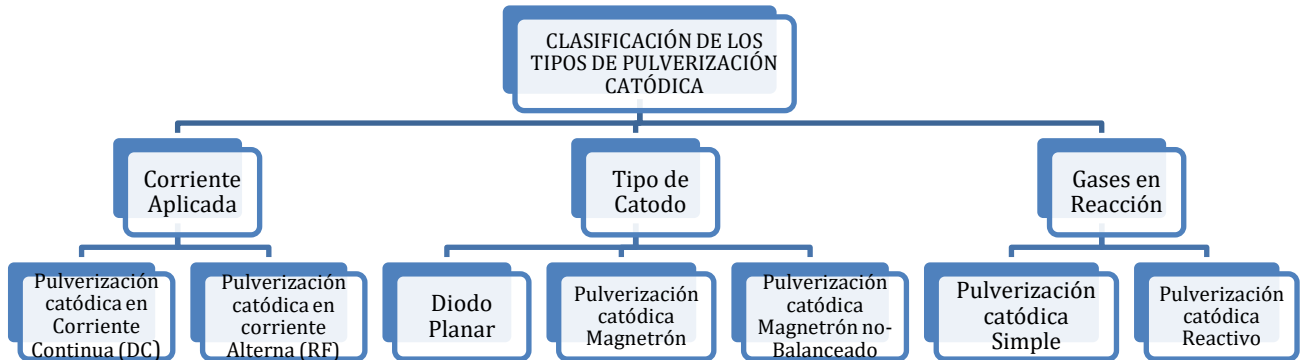 CLASIFICACIÓN DE LOS
TIPOS DE PULVERIZACIÓN
CATÓDICA
Corriente
Aplicada
Tipo de
Catodo
Gases en
Reacción
Pulverización
catódica en
Corriente
Continua (DC)
Pulverización
catódica en
corriente
Alterna (RF)
Diodo
Planar
Pulverización
catódica
Magnetrón
Pulverización
catódica
Magnetrón no-
Balanceado
Pulverización
catódica
Simple
Pulverización
catódica
Reactivo